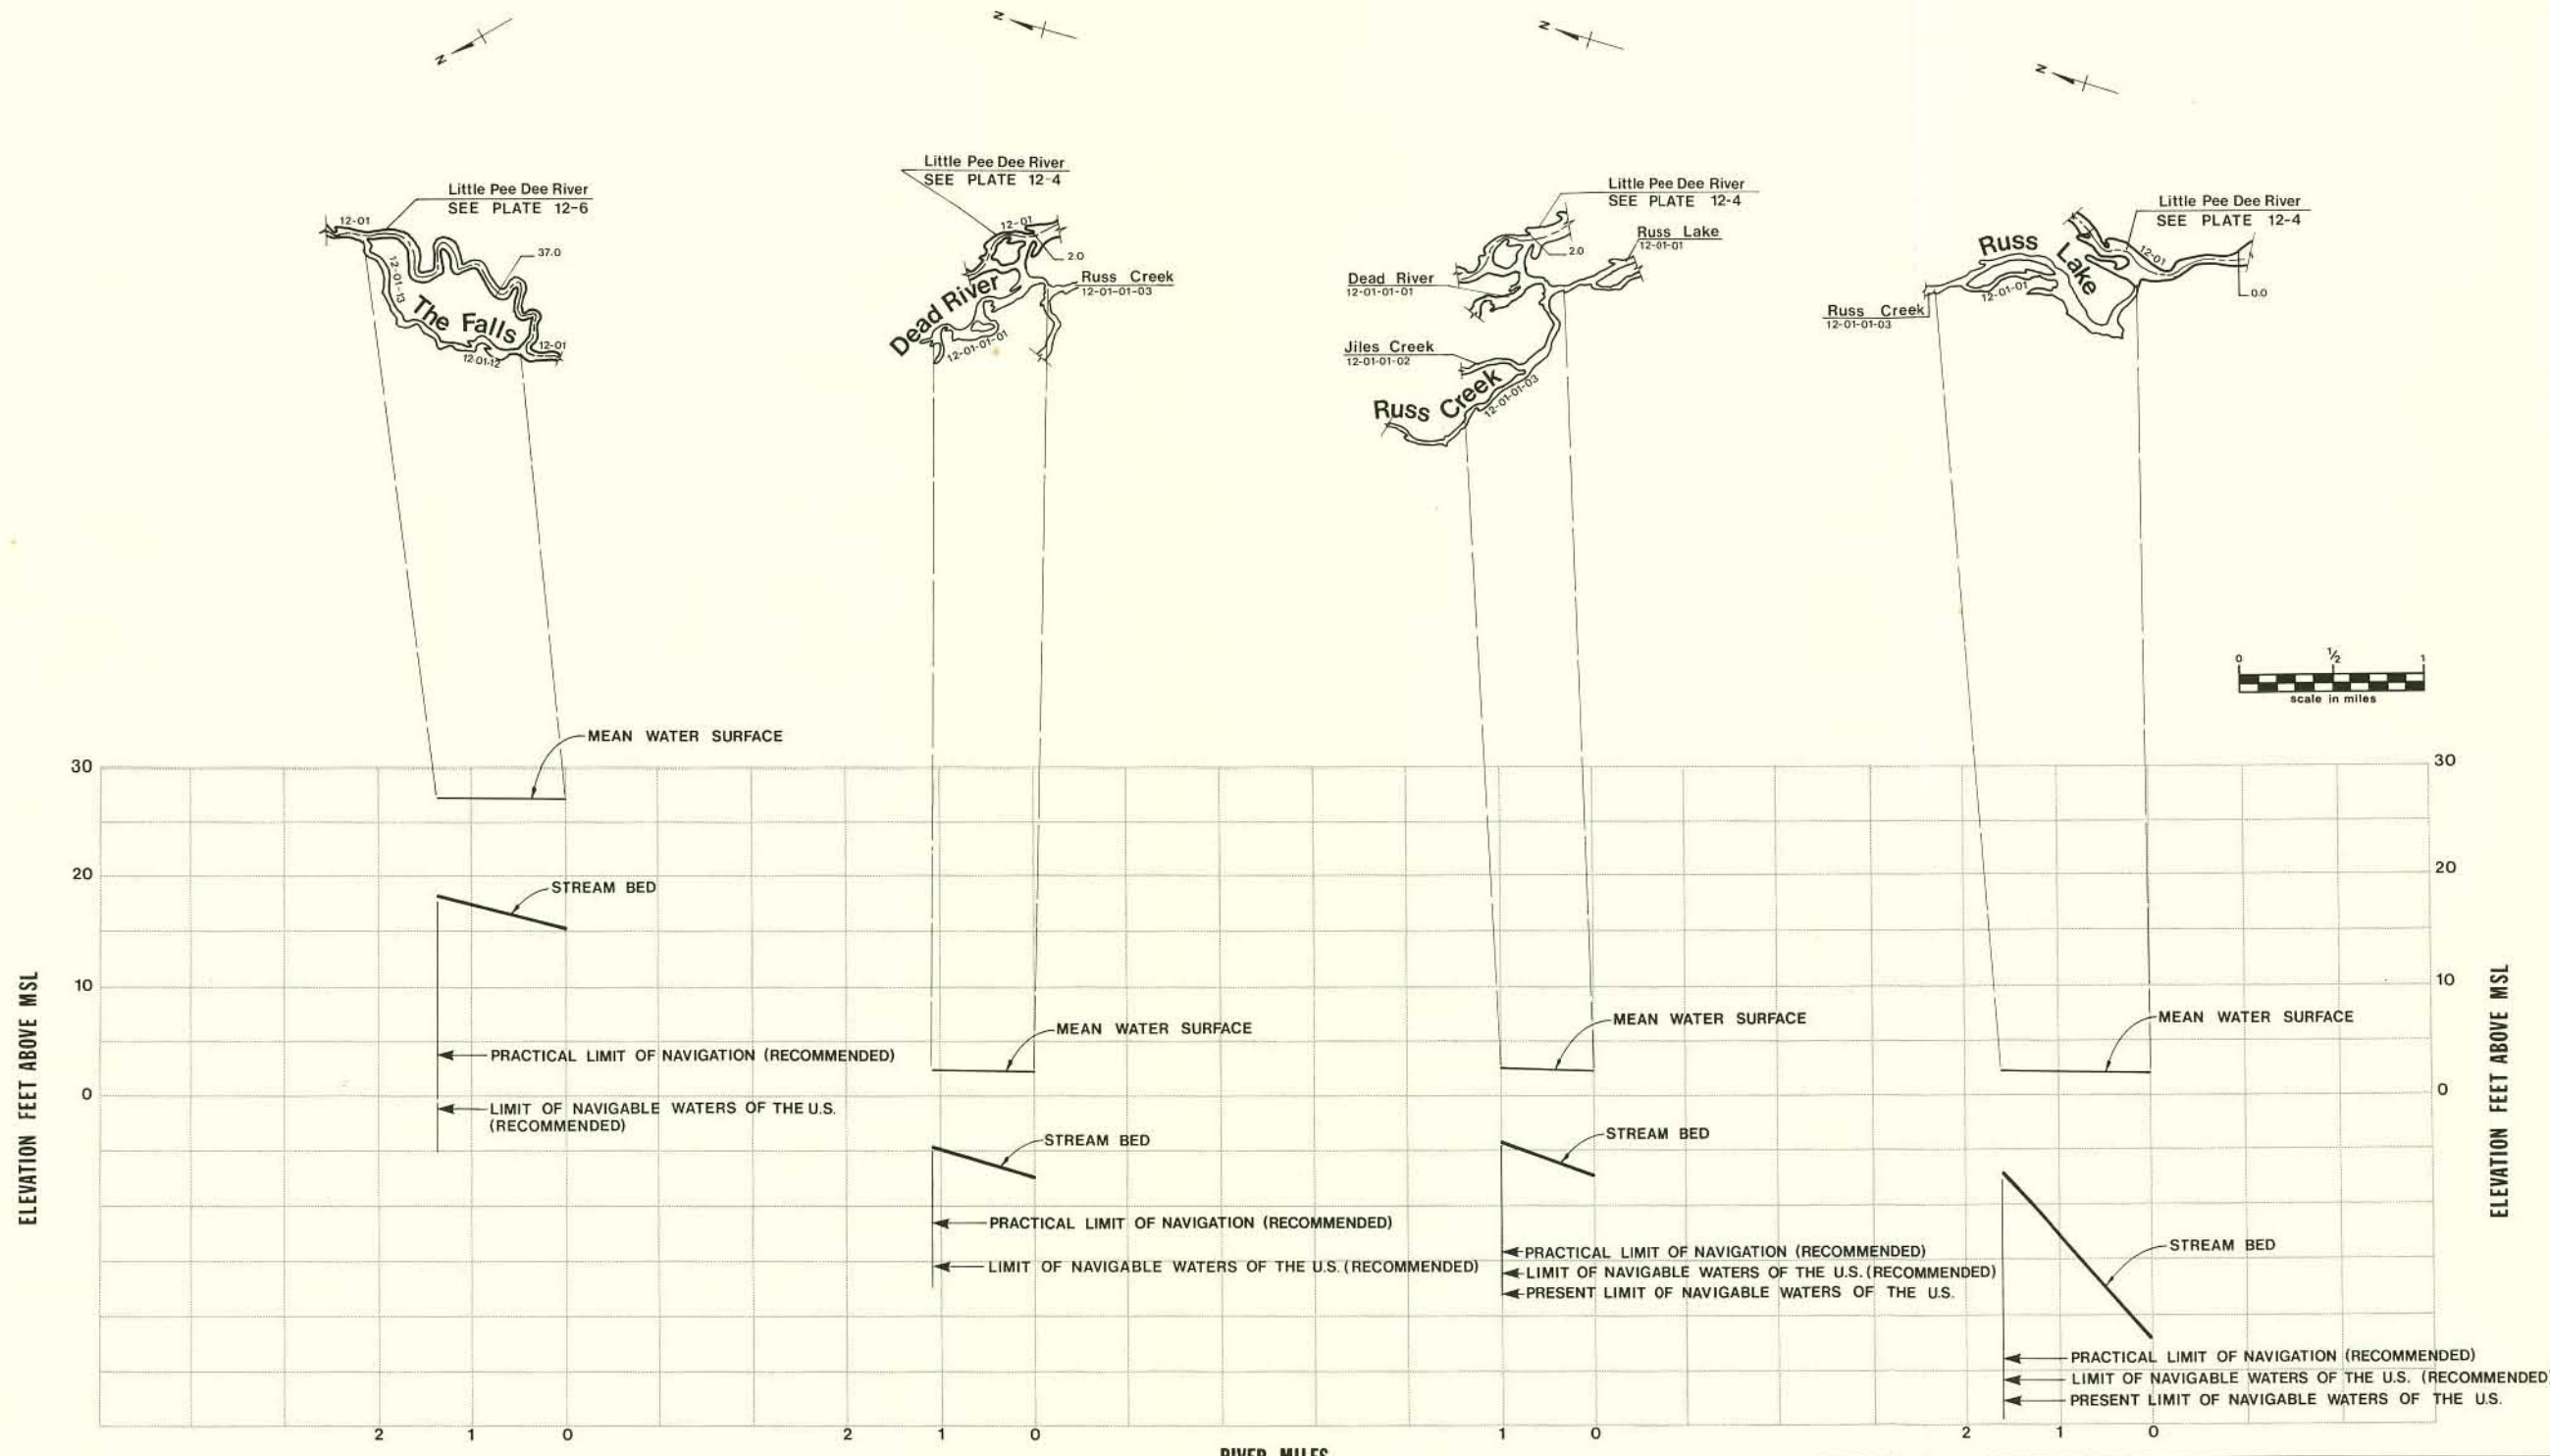 N
N
N
N
Little Pee Dee River
SEE PLATE 12-6
12-01
37.0
12-01-13
The Falls
12-01
12-01-12
Little Pee Dee River
SEE PLATE 12-4
12-01
2.0
Russ Creek
12-01-01-03
Dead River
12-01-01-01
Little Pee Dee River
SEE PLATE 12-4
Russ Lake
12-01-01
2.0
Dead River
12-01-01-01
Jiles Creek
12-01-01-02
Russ Creek
12-01-01-03
Little Pee Dee River
SEE PLATE 12-4
Russ Lake
12-01
12-01-01
0.0
Russ Creek
12-01-01-03
0 1/2 1
scale in miles
MEAN WATER SURFACE
30
30
20
20
STREAM BED
10
10
MEAN WATER SURFACE
MEAN WATER SURFACE
MEAN WATER SURFACE
PRACTICAL LIMIT OF NAVIGATION (RECOMMENDED)
0
0
LIMIT OF NAVIGABLE WATERS OF THE U.S.
(RECOMMENDED)
STREAM BED
STREAM BED
PRACTICAL LIMIT OF NAVIGATION (RECOMMENDED)
LIMIT OF NAVIGABLE WATERS OF THE U.S. (RECOMMENDED)
PRACTICAL LIMIT OF NAVIGATION (RECOMMENDED)
LIMIT OF NAVIGABLE WATERS OF THE U.S. (RECOMMENDED)
PRESENT LIMIT OF NAVIGABLE WATERS OF THE U.S.
STREAM BED
PRACTICAL LIMIT OF NAVIGATION (RECOMMENDED)
LIMIT OF NAVIGABLE WATERS OF THE U.S. (RECOMMENDED)
PRESENT LIMIT OF NAVIGABLE WATERS OF THE U.S.
ELEVATION FEET ABOVE MSL
ELEVATION FEET ABOVE MSL
2 1 0 2 1 0 1 0 2 1 0
RIVER MILES